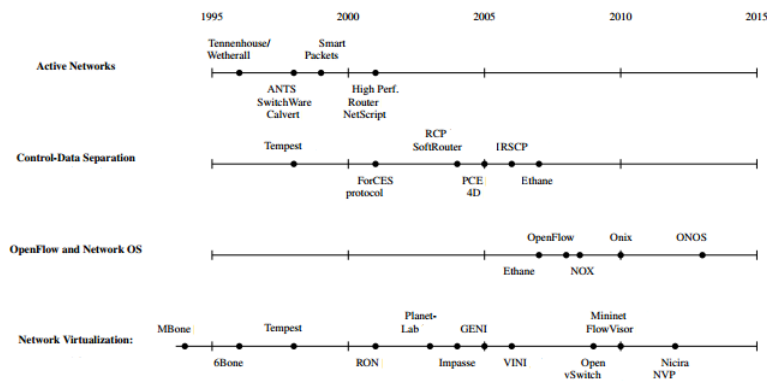 1995 2000 2005 2010 2015
Tennenhouse/ Smart
Wetherall Packets
Active Networks
ANTS High Perf.
SwitchWare Router
Calvert NetScript
RCP
Tempest SoftRouter IRSCP
Control-Data Separation
ForCES PCE Ethane
protocol 4D
OpenFlow Onix ONOS
OpenFlow and Network OS
Ethane NOX
Planet- Mininet
MBone Tempest Lab GENI FlowVisor
Network Virtualization:
6Bone RON Impasse VINI Open Nicira
vSwitch NVP